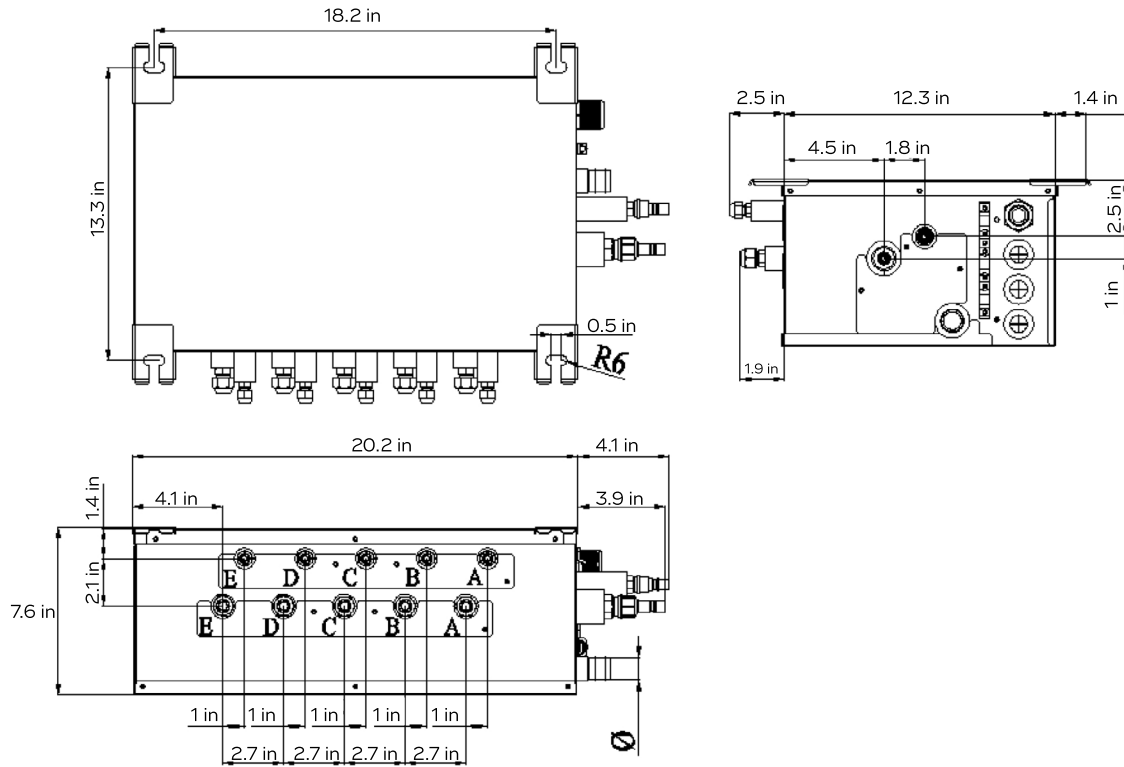 18.2 in
13.3 in
0.5 in
R6
2.5 in
12.3 in
1.4 in
4.5 in
1.8 in
2.5 in
1 in
1.9 in
20.2 in
4.1 in
4.1 in
3.9 in
1.4 in
2.1 in
7.6 in
E D C B A
E D C B A
1 in 1 in 1 in 1 in 1 in
2.7 in 2.7 in 2.7 in 2.7 in
Ø